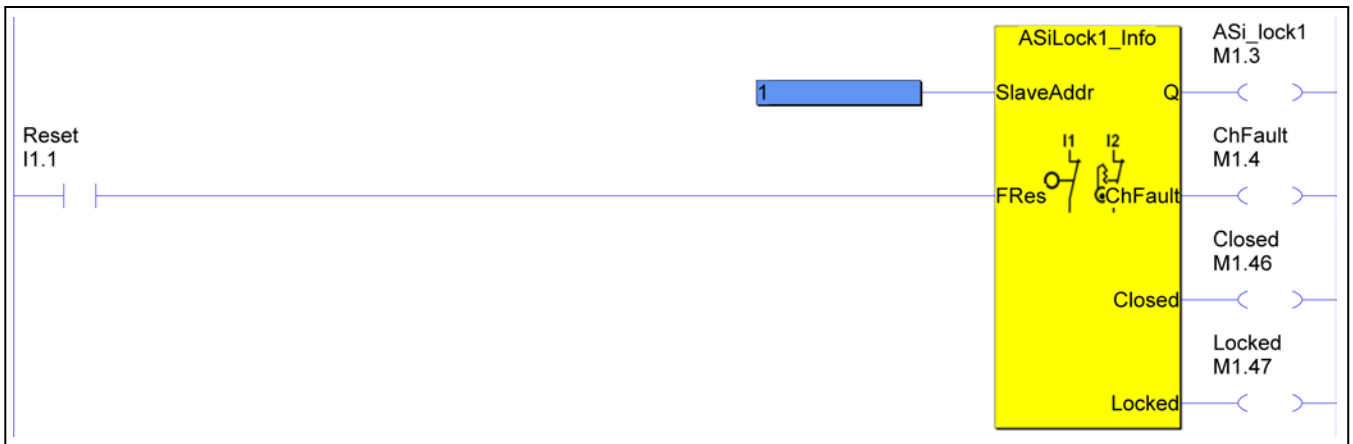 ASiLock1_Info
ASi_lock1
M1.3
1
SlaveAddr
Q
Reset
I1.1
I1
I2
ChFault
M1.4
FRes
ChFault
Closed
M1.46
Closed
Locked
M1.47
Locked